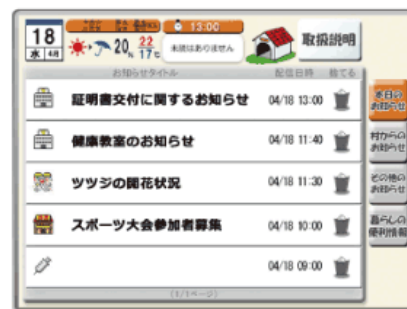 18
水 4月
20% 22 17℃
13:00
未読はありません
取扱説明
お知らせタイトル 配信日時 捨てる
証明書交付に関するお知らせ 04/18 13:00
健康教室のお知らせ 04/18 11:40
ツツジの開花状況 04/18 11:30
スポーツ大会参加者募集 04/18 10:00
04/18 09:00
(1/1ページ)
本日の
お知らせ
村からの
お知らせ
その他の
お知らせ
暮らしの
便利情報